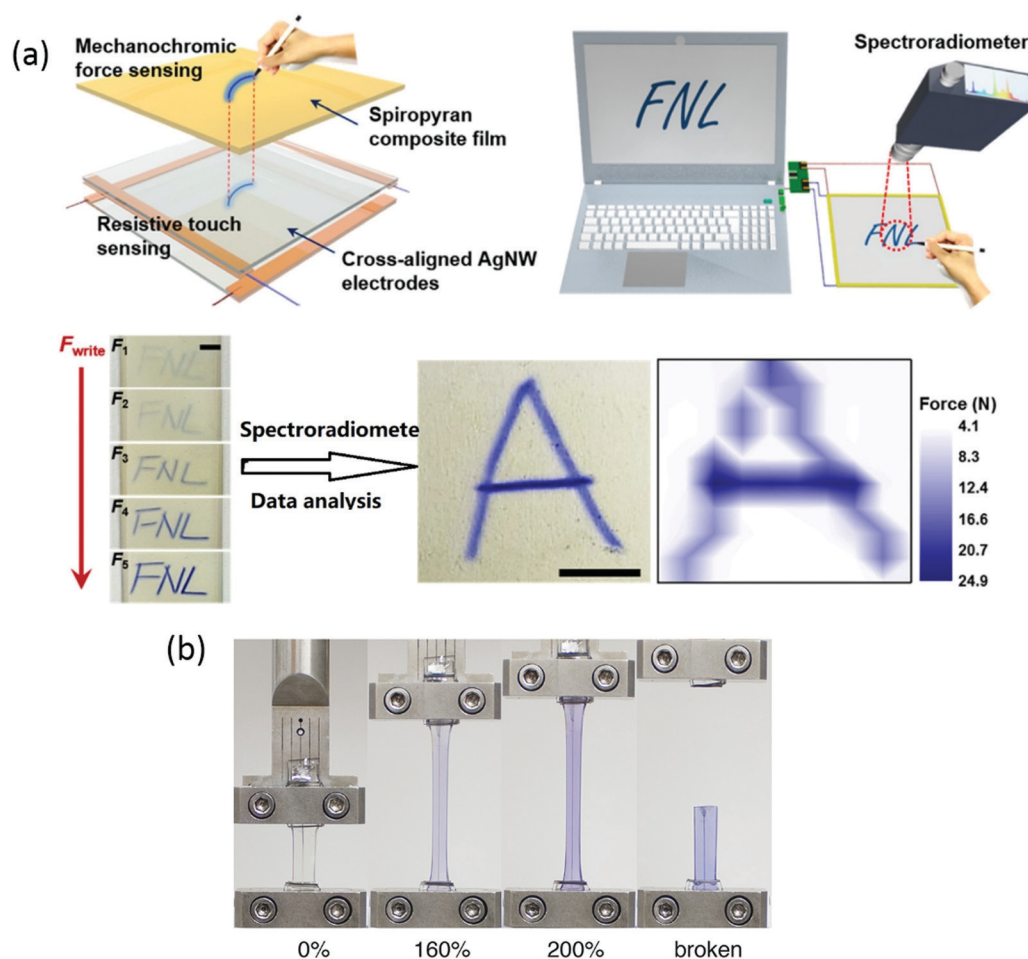 (a)
Mechanochromic
force sensing
Spiropyran
composite film
Resistive touch
sensing
Cross-aligned AgNW
electrodes
Spectroradiometer
FNL
FNL
Fwrite
F1
FNL
F2
FNL
F3
FNL
F4
FNL
F5
FNL
Spectroradiomete
Data analysis
A
Force (N)
4.1
8.3
12.4
16.6
20.7
24.9
(b)
0%
160%
200%
broken